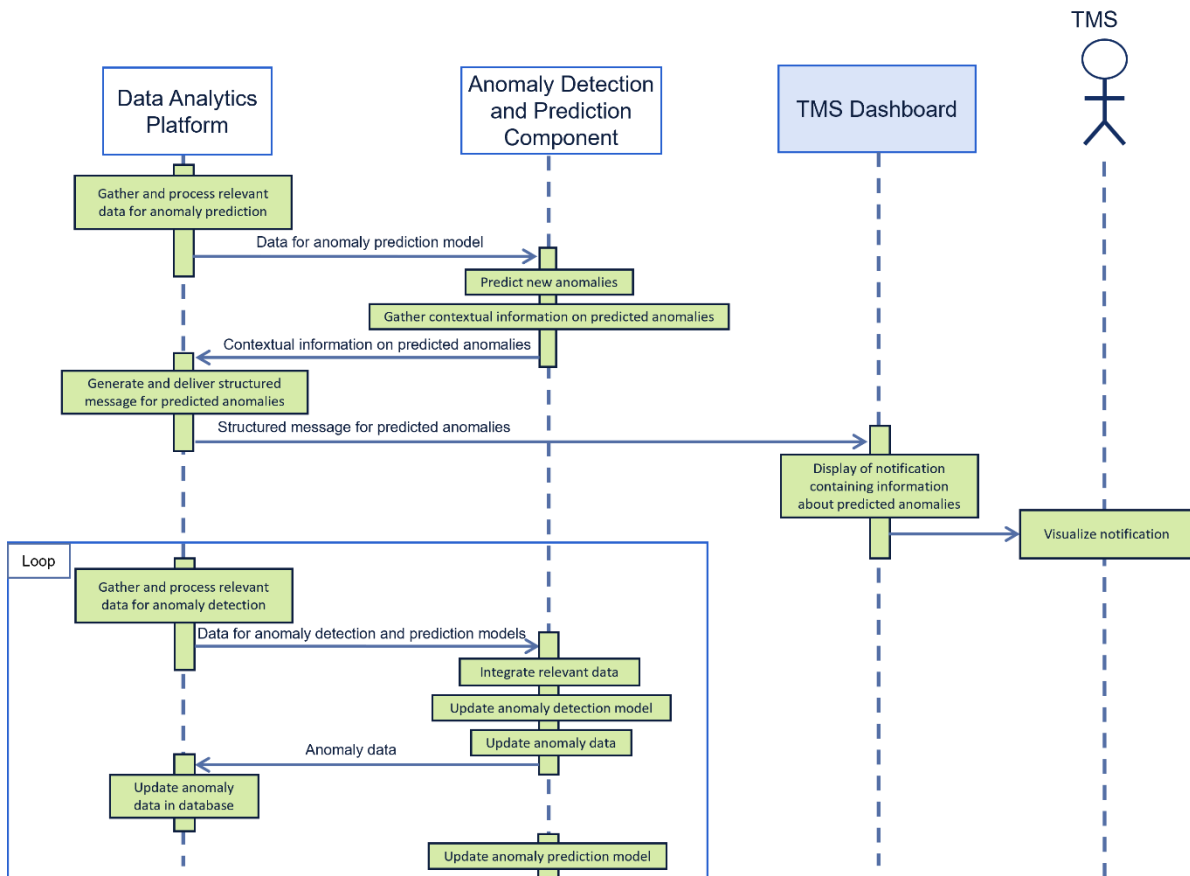 TMS
Data Analytics
Platform
Anomaly Detection
and Prediction
Component
TMS Dashboard
Gather and process relevant
data for anomaly prediction
Data for anomaly prediction model
Predict new anomalies
Gather contextual information on predicted anomalies
Contextual information on predicted anomalies
Generate and deliver structured
message for predicted anomalies
Structured message for predicted anomalies
Display of notification
containing information
about predicted anomalies
Visualize notification
Loop
Gather and process relevant
data for anomaly detection
Data for anomaly detection and prediction models
Integrate relevant data
Update anomaly detection model
Update anomaly data
Anomaly data
Update anomaly
data in database
Update anomaly prediction model